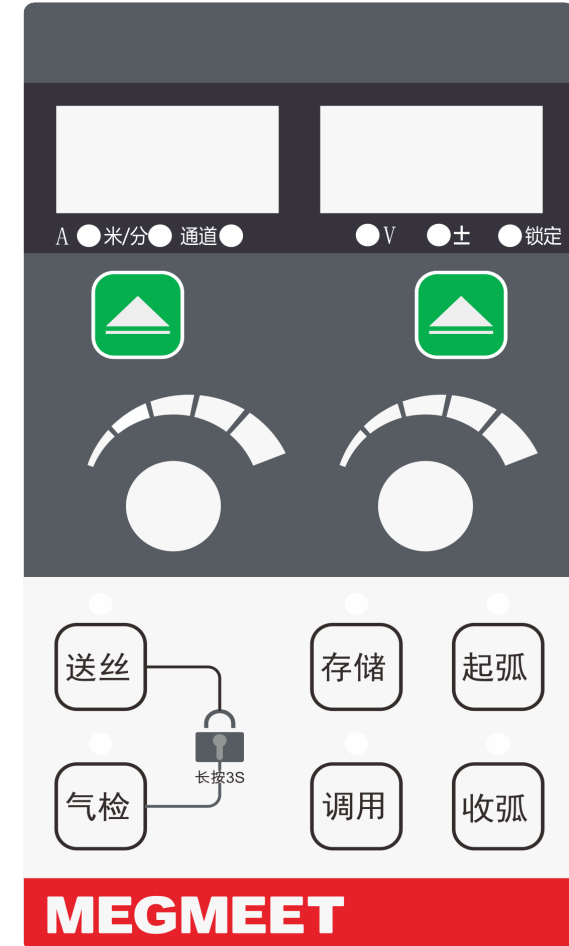 A 米/分 通道 V ± 锁定
送丝 存储 起弧
长按3S
气检 调用 收弧
MEGMEET